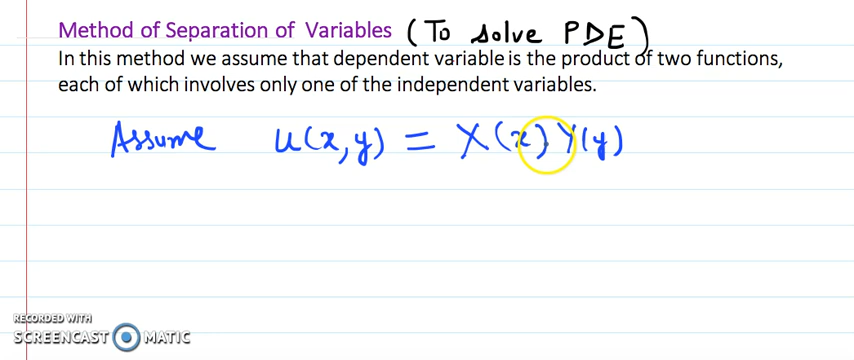 Method of Separation of Variables (To solve PDE)
In this method we assume that dependent variable is the product of two functions,
each of which involves only one of the independent variables.
Assume u(x,y) = X(x) Y(y)
RECORDED WITH
SCREENCAST MATIC